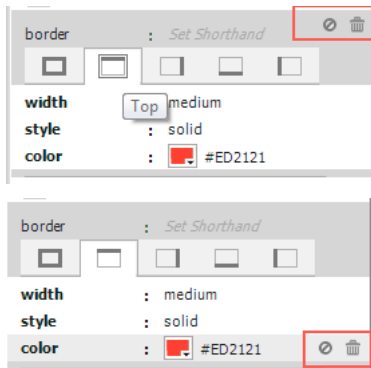 border : Set Shorthand
Top
width : medium
style : solid
color : #ED2121
border : Set Shorthand
width : medium
style : solid
color : #ED2121